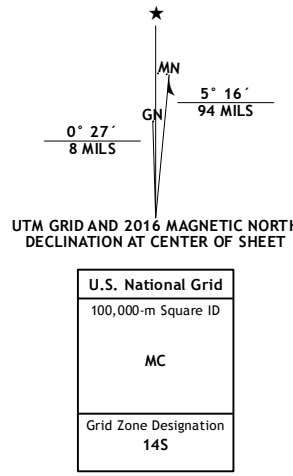 ★
MN
GN
5° 16´
94 MILS
0° 27´
8 MILS
UTM GRID AND 2016 MAGNETIC NORTH
DECLINATION AT CENTER OF SHEET
U.S. National Grid
100,000-m Square ID
MC
Grid Zone Designation
14S